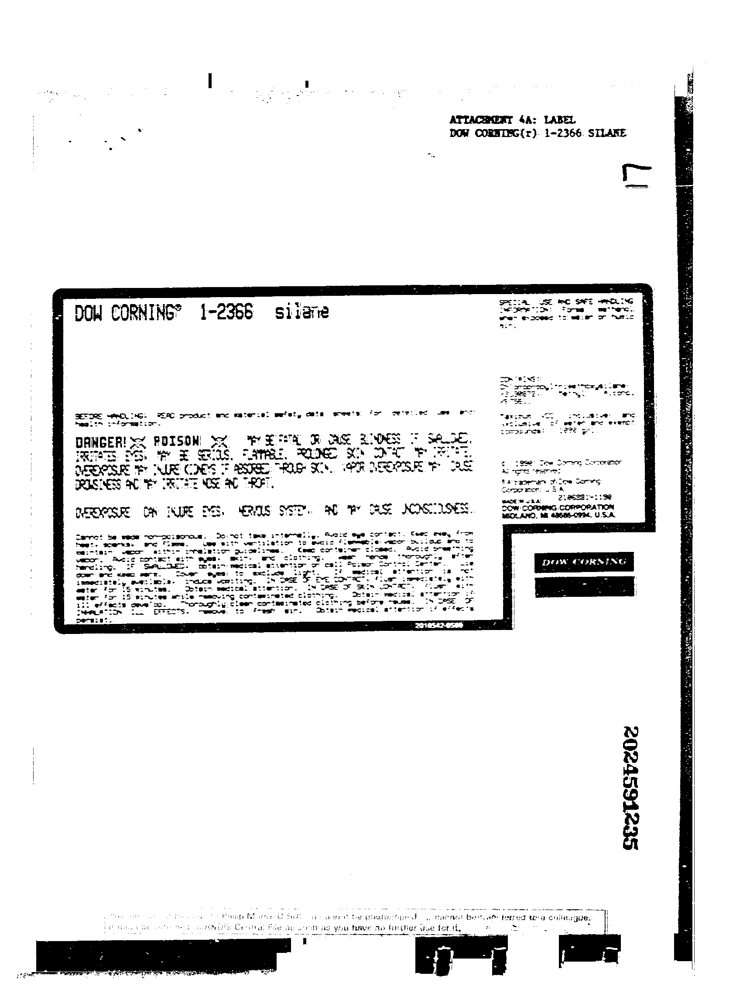 ATTACHMENT 4A: LABEL
DOW CORNING(r) 1-2366 SILANE
17
DOW CORNING® 1-2366 silane
SPECIAL USE AND SAFE HANDLING
INFORMATION: Forms methanol
when exposed to water or humid
air.
CONTAINS:
BEFORE HANDLING, READ product and material safety data sheets for detailed use and
health information.
DANGER! POISON! MAY BE FATAL OR CAUSE BLINDNESS IF SWALLOWED.
IRRITATES EYES. MAY BE SERIOUS. FLAMMABLE. PROLONGED SKIN CONTACT MAY IRRITATE.
OVEREXPOSURE MAY INJURE KIDNEYS IF ABSORBED THROUGH SKIN. VAPOR OVEREXPOSURE MAY CAUSE
DROWSINESS AND MAY IRRITATE NOSE AND THROAT.
OVEREXPOSURE CAN INJURE EYES, NERVOUS SYSTEM, AND MAY CAUSE UNCONSCIOUSNESS.
Maximum VOC inclusive and
exclusive of water and exempt
compounds:
1990 Dow Corning Corporation
All rights reserved
A trademark of Dow Corning
Corporation, U.S.A.
MADE IN U.S.A.
DOW CORNING CORPORATION
MIDLAND, MI 48686-0994, U.S.A.
Cannot be made non-poisonous. Do not take internally. Avoid eye contact. Keep away from
heat, sparks, and flame. Use with ventilation to avoid flammable vapor buildup and to
maintain vapor within inhalation guidelines. Keep container closed. Avoid breathing
vapor. Avoid contact with eyes, skin, and clothing. Wash hands thoroughly after
handling. IF SWALLOWED, obtain medical attention or call Poison Control Center. Lie
down and keep warm. Cover eyes to exclude light. If medical attention is not
immediately available, induce vomiting. IN CASE OF EYE CONTACT, flush immediately with
water for 15 minutes. Obtain medical attention. IN CASE OF SKIN CONTACT, flush with
water for 15 minutes while removing contaminated clothing. Obtain medical attention if
ill effects develop. Thoroughly clean contaminated clothing before reuse. IN CASE OF
INHALATION ILL EFFECTS, remove to fresh air. Obtain medical attention if effects
persist.
DOW CORNING
2024591235